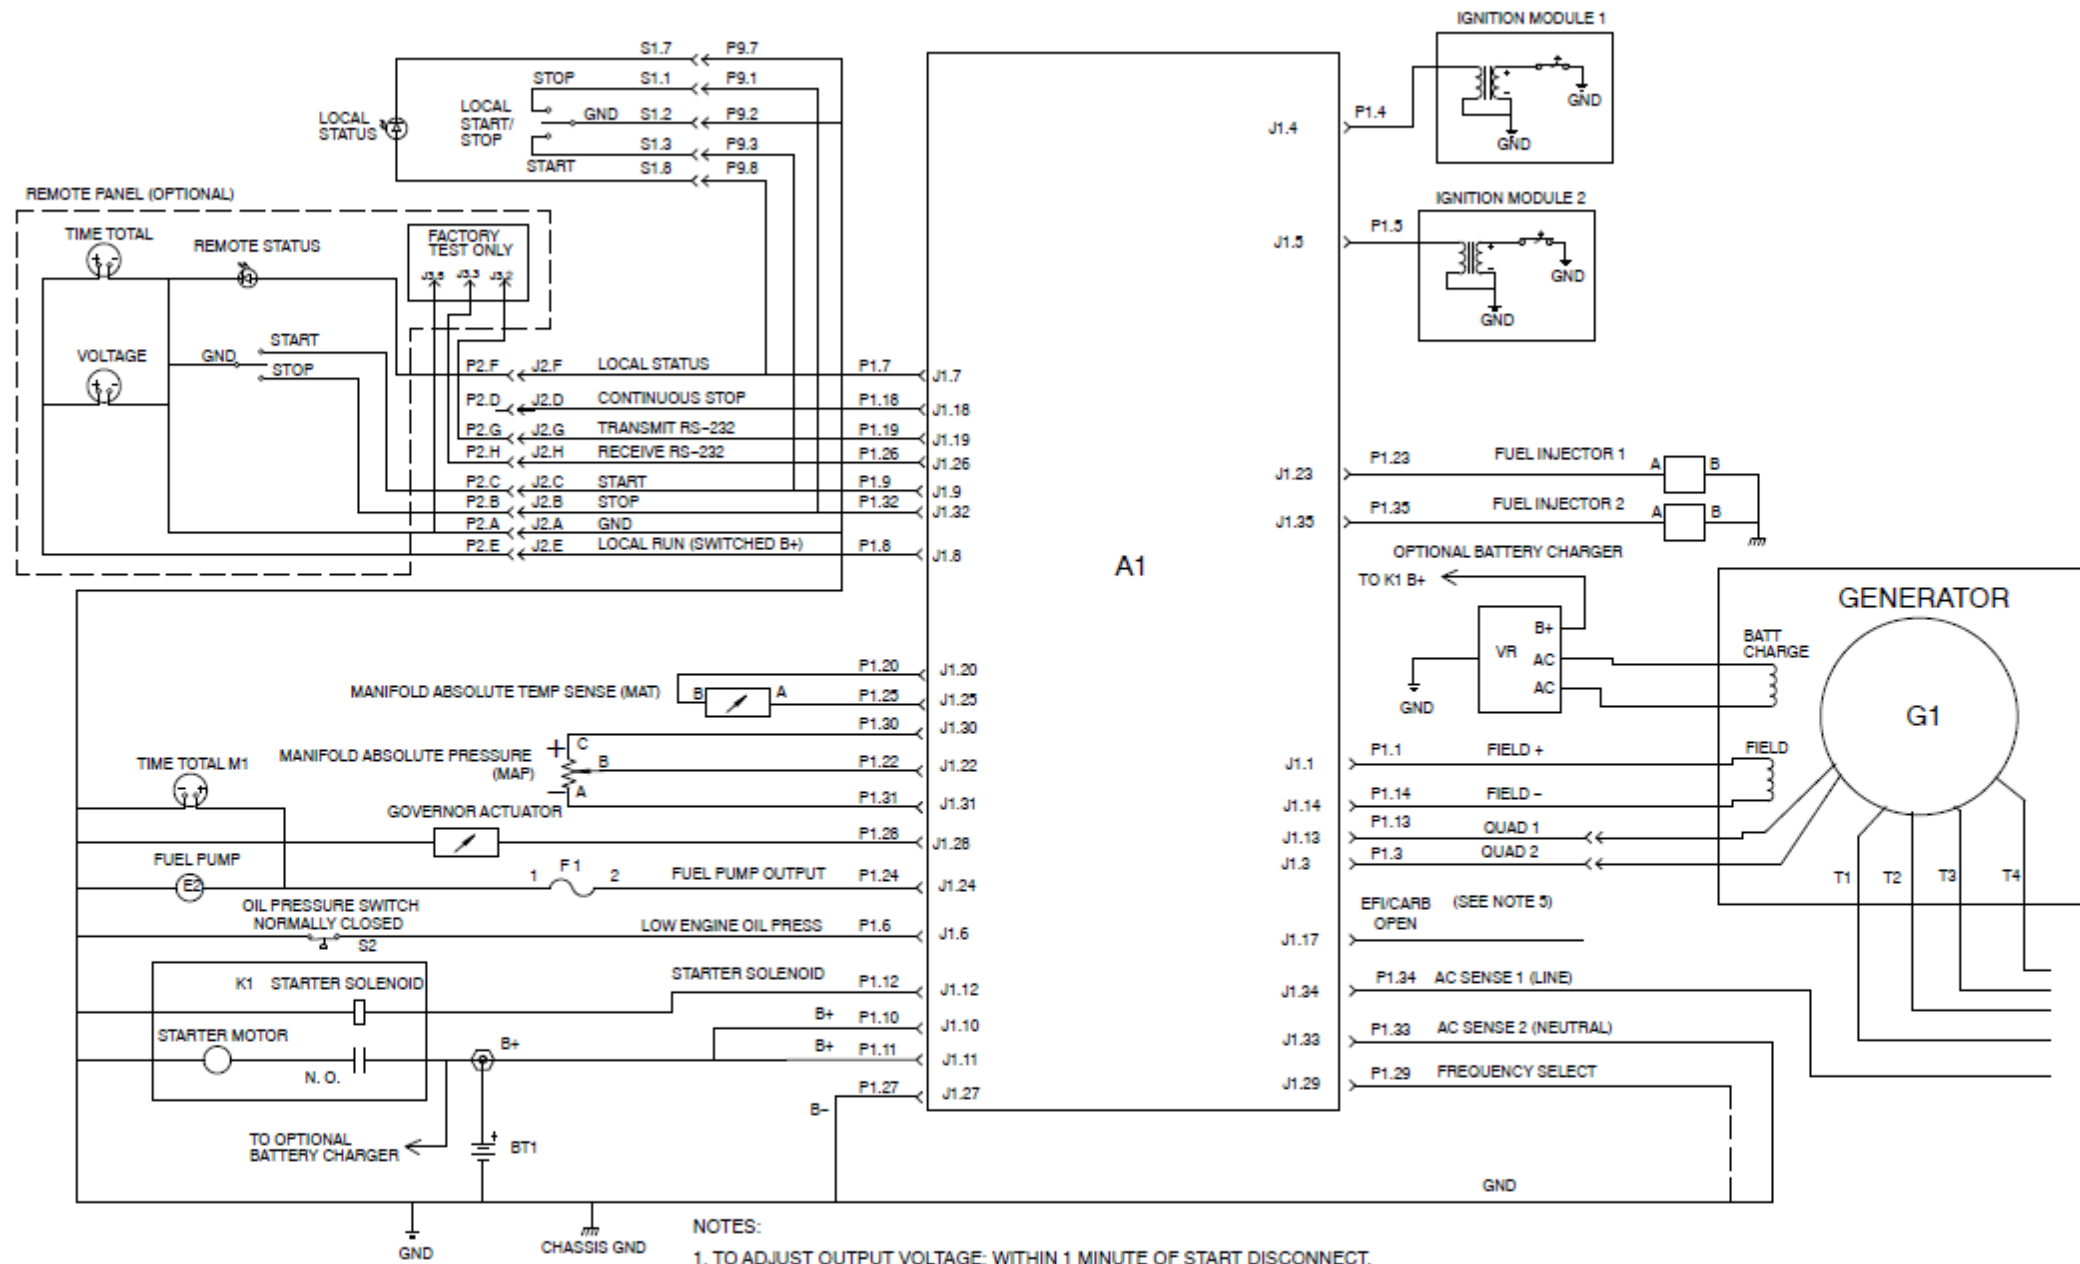 IGNITION MODULE 1
S1.7 P9.7
STOP S1.1 P9.1
LOCAL STATUS
LOCAL START/ STOP
GND S1.2 P9.2
S1.3 P9.3
START S1.8 P9.8
J1.4 P1.4
GND
GND
IGNITION MODULE 2
J1.5 P1.5
GND
GND
REMOTE PANEL (OPTIONAL)
TIME TOTAL
REMOTE STATUS
FACTORY
TEST ONLY
J3.3 J3.2
VOLTAGE
GND
START
STOP
P2.F J2.F LOCAL STATUS P1.7 J1.7
P2.D J2.D CONTINUOUS STOP P1.18 J1.18
P2.G J2.G TRANSMIT RS-232 P1.19 J1.19
P2.H J2.H RECEIVE RS-232 P1.26 J1.26
P2.C J2.C START P1.9 J1.9
P2.B J2.B STOP P1.32 J1.32
P2.A J2.A GND
P2.E J2.E LOCAL RUN (SWITCHED B+) P1.8 J1.8
A1
J1.23 P1.23 FUEL INJECTOR 1 A B
J1.35 P1.35 FUEL INJECTOR 2 A B
OPTIONAL BATTERY CHARGER
TO K1 B+
VR
B+
AC
AC
GND
GENERATOR
BATT
CHARGE
G1
FIELD
P1.20 J1.20
MANIFOLD ABSOLUTE TEMP SENSE (MAT) B A P1.25 J1.25
P1.30 J1.30
MANIFOLD ABSOLUTE PRESSURE
(MAP)
+ C
B P1.22 J1.22
– A P1.31 J1.31
TIME TOTAL M1
GOVERNOR ACTUATOR P1.28 J1.28
FUEL PUMP
E2
1 F1 2 FUEL PUMP OUTPUT P1.24 J1.24
OIL PRESSURE SWITCH
NORMALLY CLOSED
S2
LOW ENGINE OIL PRESS P1.6 J1.6
K1 STARTER SOLENOID
STARTER SOLENOID P1.12 J1.12
STARTER MOTOR
N. O.
B+
B+ P1.10 J1.10
B+ P1.11 J1.11
B– P1.27 J1.27
TO OPTIONAL
BATTERY CHARGER
BT1
J1.1 P1.1 FIELD +
J1.14 P1.14 FIELD –
J1.13 P1.13 QUAD 1
J1.3 P1.3 QUAD 2
T1 T2 T3 T4
EFI/CARB (SEE NOTE 5)
OPEN
J1.17
J1.34 P1.34 AC SENSE 1 (LINE)
J1.33 P1.33 AC SENSE 2 (NEUTRAL)
J1.29 P1.29 FREQUENCY SELECT
GND
GND
CHASSIS GND
NOTES:
1. TO ADJUST OUTPUT VOLTAGE: WITHIN 1 MINUTE OF START DISCONNECT,